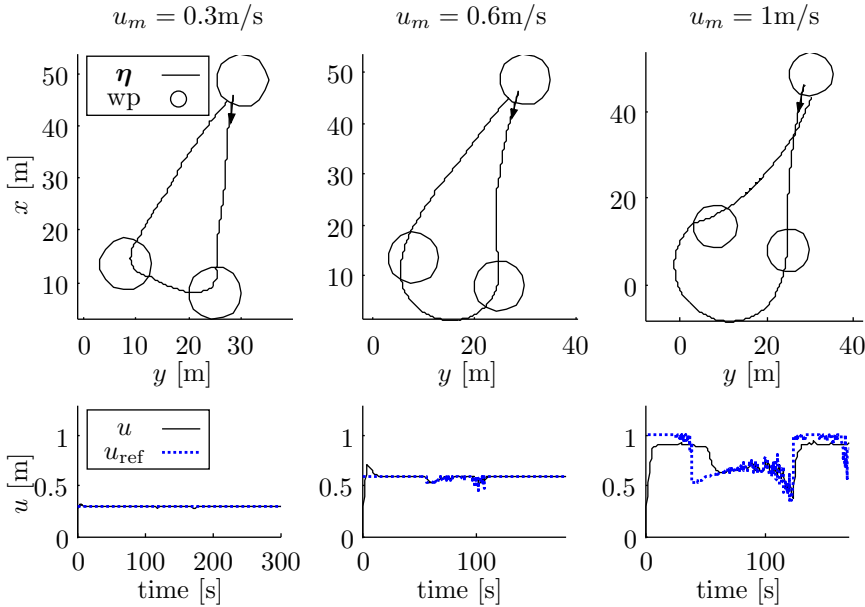 u_m = 0.3m/s
u_m = 0.6m/s
u_m = 1m/s
η
wp
x [m]
50
40
30
20
10
0 10 20 30
y [m]
50
40
30
20
10
0 20 40
y [m]
40
20
0
0 20 40
y [m]
u
u_ref
u [m]
1
0.5
0
0 100 200 300
time [s]
1
0.5
0
0 100
time [s]
1
0.5
0
0 100
time [s]